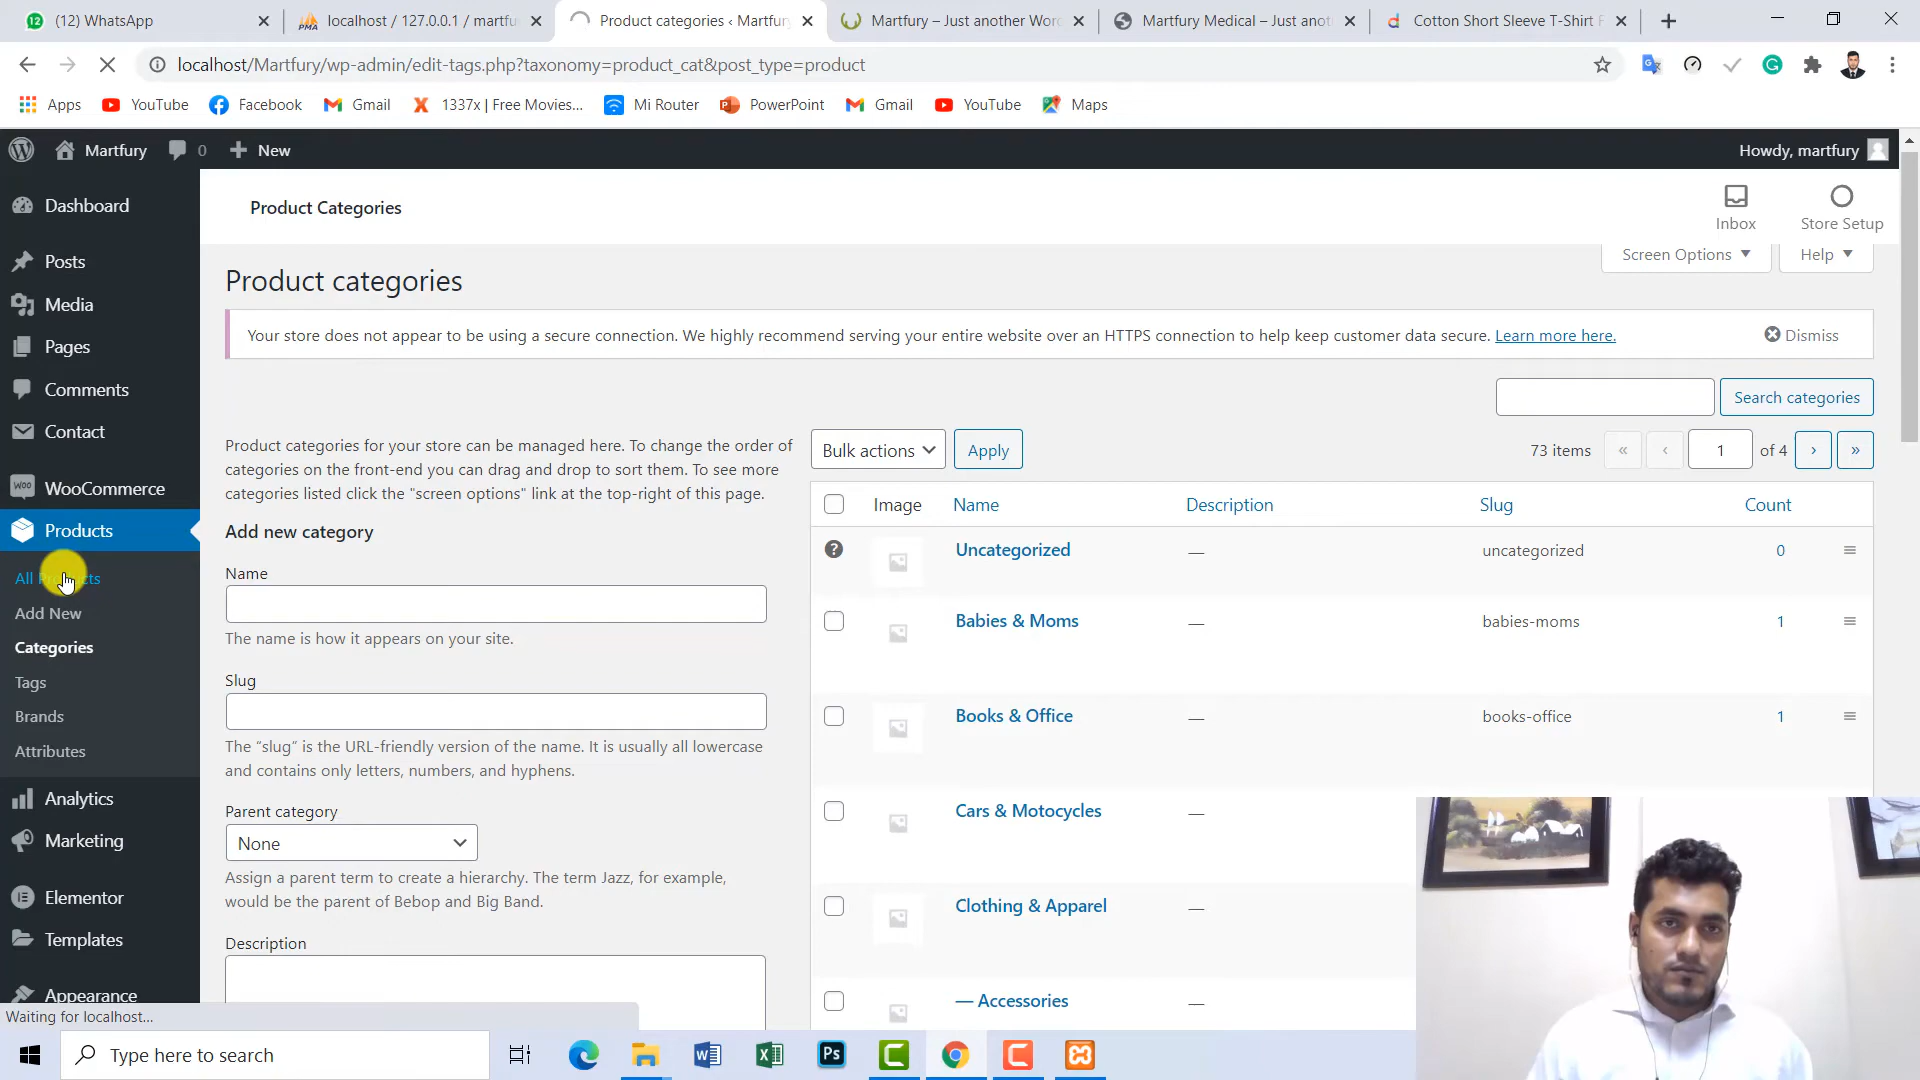 (12) WhatsApp
localhost / 127.0.0.1 / martfu
Product categories ‹ Martfury
Martfury – Just another Wor
Martfury Medical – Just anot
Cotton Short Sleeve T-Shirt F
localhost/Martfury/wp-admin/edit-tags.php?taxonomy=product_cat&post_type=product
Apps YouTube Facebook Gmail 1337x | Free Movies... Mi Router PowerPoint Gmail YouTube Maps
Martfury 0 New Howdy, martfury
Dashboard
Posts
Media
Pages
Comments
Contact
WooCommerce
Products
All Products
Add New
Categories
Tags
Brands
Attributes
Analytics
Marketing
Elementor
Templates
Appearance
Product Categories
Inbox
Store Setup
Screen Options
Help
Product categories
Your store does not appear to be using a secure connection. We highly recommend serving your entire website over an HTTPS connection to help keep customer data secure. Learn more here.
Dismiss
Search categories
Product categories for your store can be managed here. To change the order of
categories on the front-end you can drag and drop to sort them. To see more
categories listed click the "screen options" link at the top-right of this page.
Add new category
Name
The name is how it appears on your site.
Slug
The “slug” is the URL-friendly version of the name. It is usually all lowercase
and contains only letters, numbers, and hyphens.
Parent category
None
Assign a parent term to create a hierarchy. The term Jazz, for example,
would be the parent of Bebop and Big Band.
Description
Bulk actions Apply 73 items « ‹ 1 of 4 › »
Image Name Description Slug Count
Uncategorized — uncategorized 0
Babies & Moms — babies-moms 1
Books & Office — books-office 1
Cars & Motocycles —
Clothing & Apparel —
— Accessories —
Waiting for localhost...
Type here to search